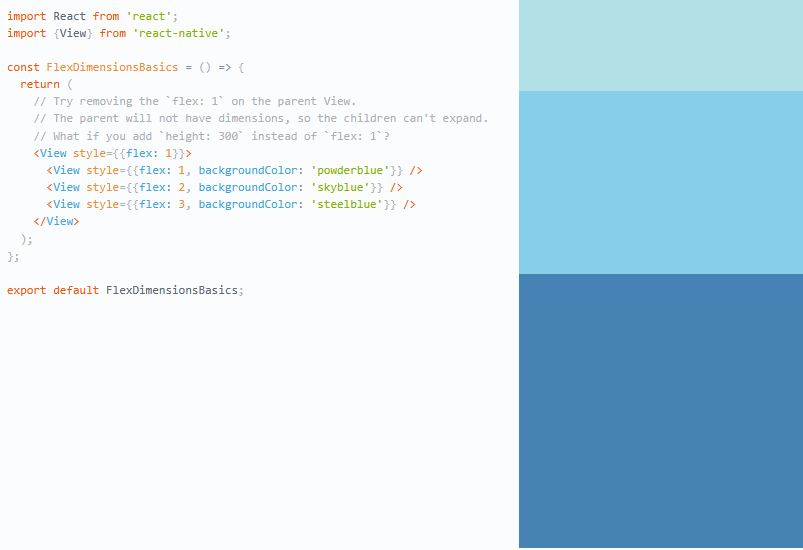 import React from 'react';
import {View} from 'react-native';

const FlexDimensionsBasics = () => {
  return (
    // Try removing the `flex: 1` on the parent View.
    // The parent will not have dimensions, so the children can't expand.
    // What if you add `height: 300` instead of `flex: 1`?
    <View style={{flex: 1}}>
      <View style={{flex: 1, backgroundColor: 'powderblue'}} />
      <View style={{flex: 2, backgroundColor: 'skyblue'}} />
      <View style={{flex: 3, backgroundColor: 'steelblue'}} />
    </View>
  );
};

export default FlexDimensionsBasics;